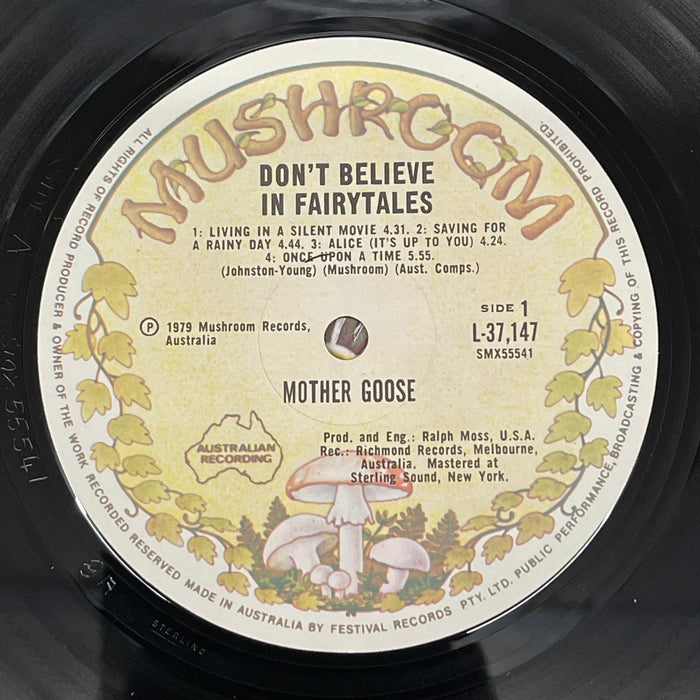 MUSHROOM
DON'T BELIEVE
IN FAIRYTALES
1: LIVING IN A SILENT MOVIE 4.31. 2: SAVING FOR
A RAINY DAY 4.44. 3: ALICE (IT'S UP TO YOU) 4.24.
4: ONCE UPON A TIME 5.55.
(Johnston-Young) (Mushroom) (Aust. Comps.)
Ⓟ 1979 Mushroom Records,
Australia
SIDE 1
L-37,147
SMX55541
MOTHER GOOSE
AUSTRALIAN
RECORDING
Prod. and Eng.: Ralph Moss, U.S.A.
Rec.: Richmond Records, Melbourne,
Australia. Mastered at
Sterling Sound, New York.
ALL RIGHTS OF RECORD PRODUCER & OWNER OF THE WORK RECORDED RESERVED MADE IN AUSTRALIA BY FESTIVAL RECORDS PTY. LTD. PUBLIC PERFORMANCE, BROADCASTING & COPYING OF THIS RECORD PROHIBITED.
SMX 55541
STERLING